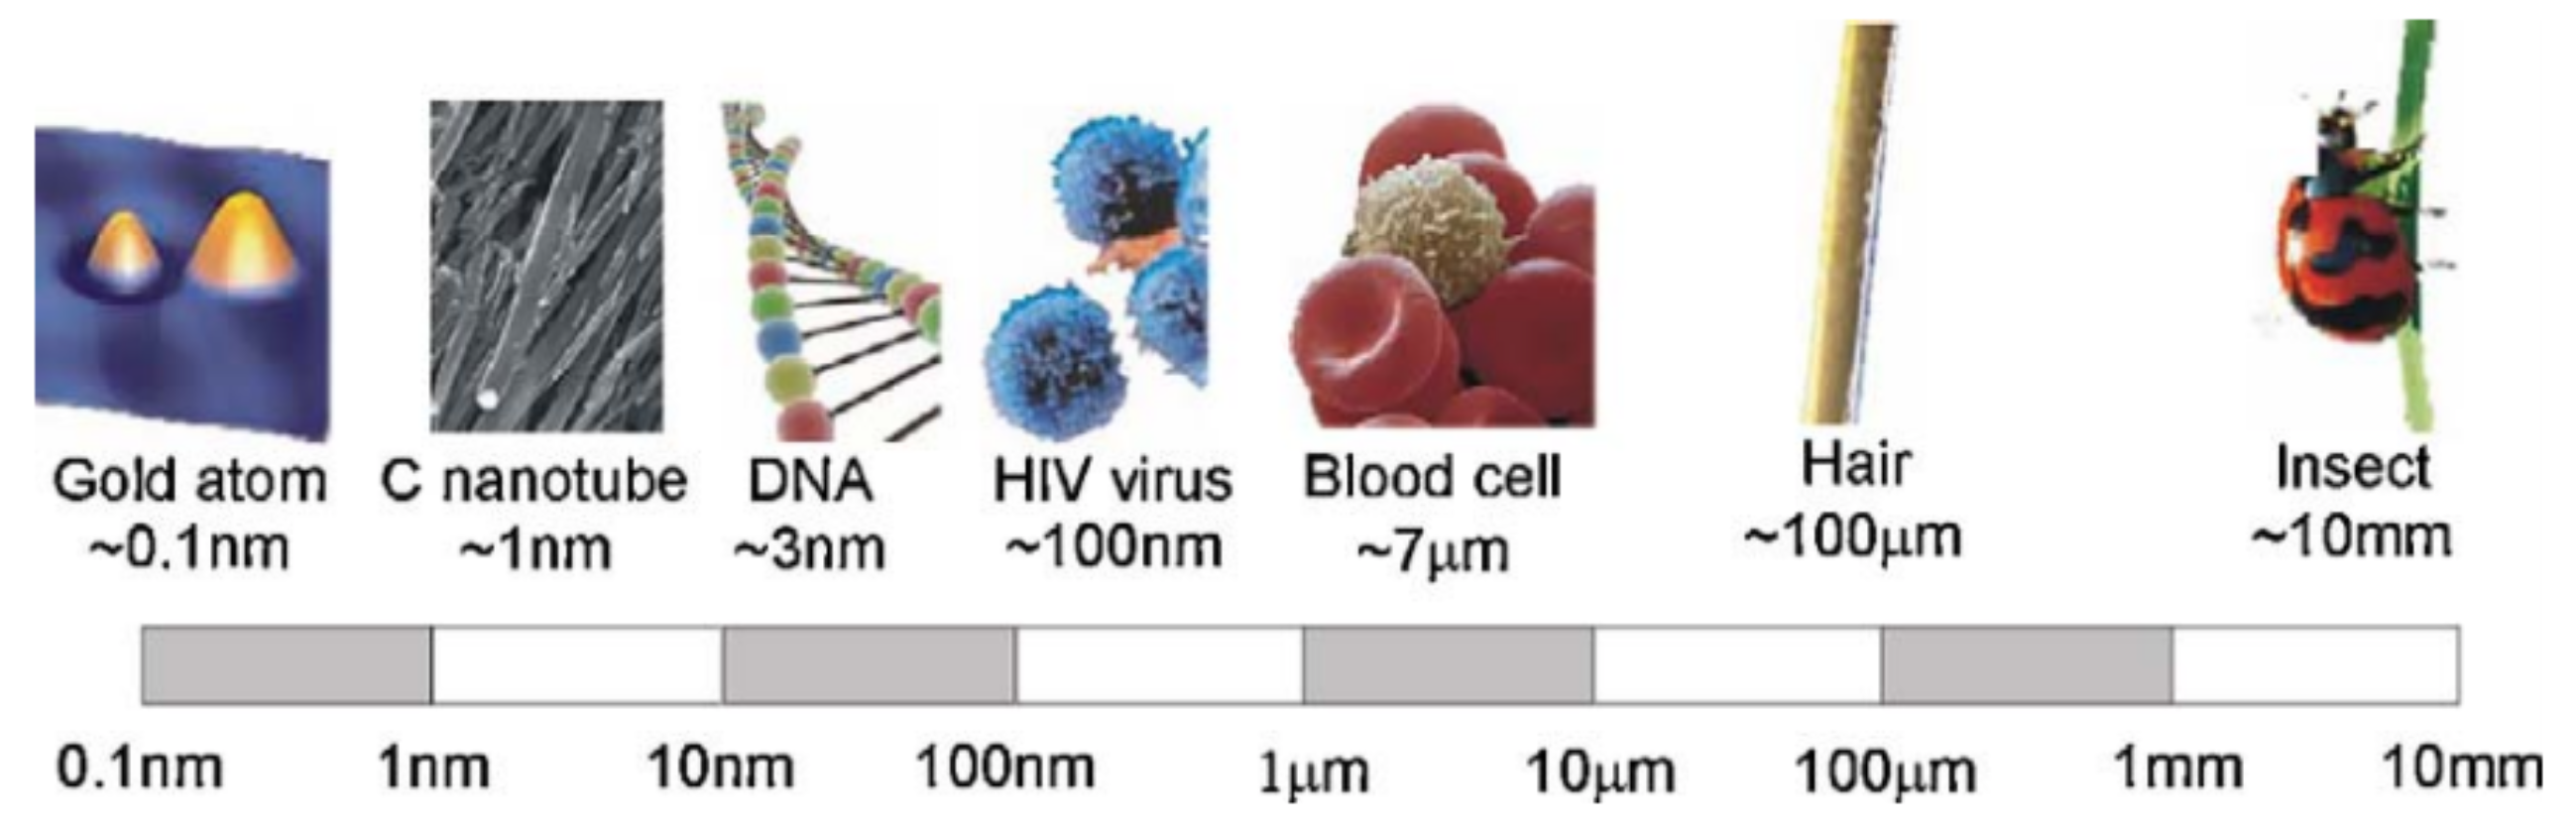 Gold atom
~0.1nm
C nanotube
~1nm
DNA
~3nm
HIV virus
~100nm
Blood cell
~7μm
Hair
~100μm
Insect
~10mm
0.1nm
1nm
10nm
100nm
1μm
10μm
100μm
1mm
10mm